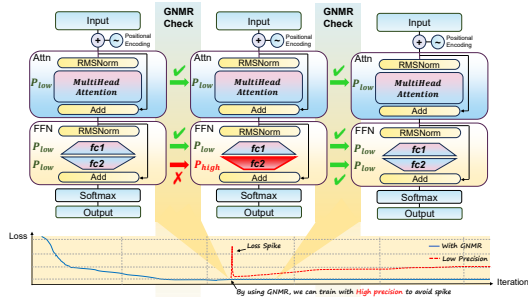 GNMR
Check
GNMR
Check
Input
+
~
Positional
Encoding
Attn
RMSNorm
P_low
MultiHead
Attention
Add
FFN
RMSNorm
P_low
fc1
P_low
fc2
Add
Softmax
Output
✓
✓
✗
Input
+
~
Positional
Encoding
Attn
RMSNorm
MultiHead
Attention
Add
FFN
RMSNorm
P_low
fc1
P_high
fc2
Add
Softmax
Output
✓
✓
✓
Input
+
~
Positional
Encoding
Attn
RMSNorm
P_low
MultiHead
Attention
Add
FFN
RMSNorm
P_low
fc1
P_low
fc2
Add
Softmax
Output
Loss
Loss Spike
With GNMR
Low Precision
Iteration
By using GNMR, we can train with High precision to avoid spike